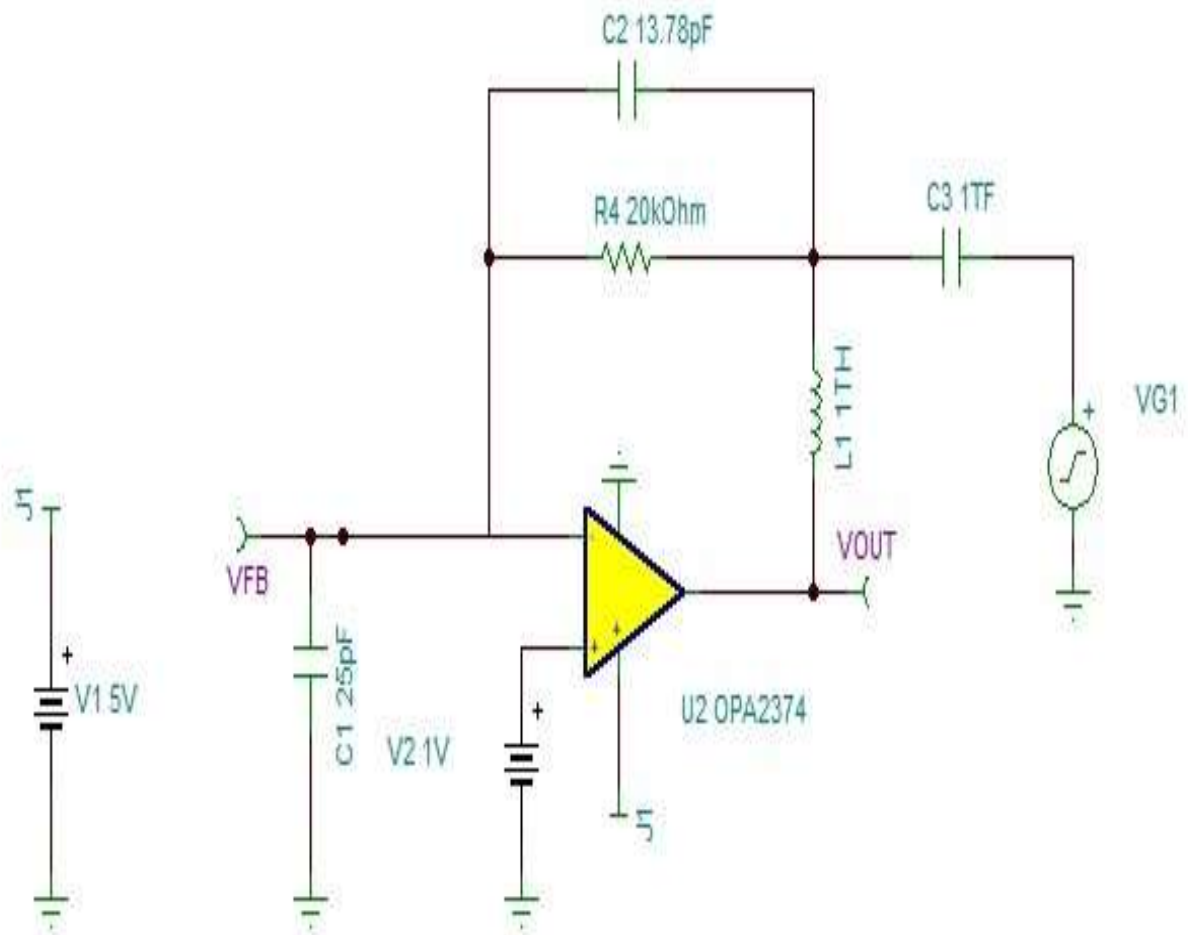 C2 13.78pF
R4 20kOhm
C3 1TF
L1 1TH
VG1
+
J1
VFB
VOUT
+
V1 5V
C1 25pF
V2 1V
+
-
+
+
U2 OPA2374
J1